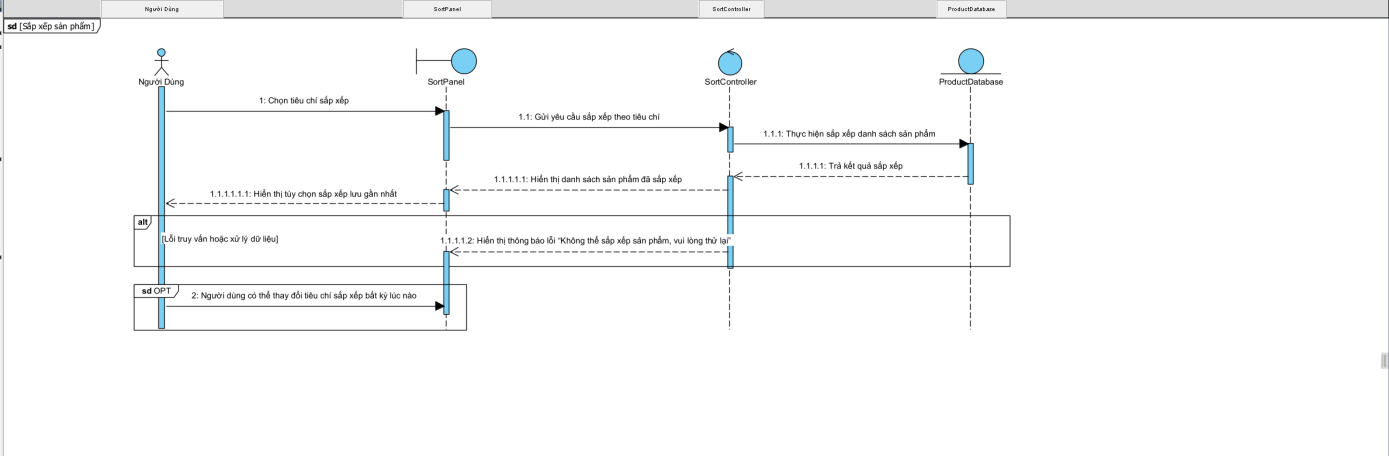 Người Dùng SortPanel SortController ProductDatabase
sd [Sắp xếp sản phẩm]
Người Dùng SortPanel SortController ProductDatabase
1: Chọn tiêu chí sắp xếp
1.1: Gửi yêu cầu sắp xếp theo tiêu chí
1.1.1: Thực hiện sắp xếp danh sách sản phẩm
1.1.1.1: Trả kết quả sắp xếp
1.1.1.1.1: Hiển thị danh sách sản phẩm đã sắp xếp
1.1.1.1.1.1: Hiển thị tùy chọn sắp xếp lưu gần nhất
alt
[Lỗi truy vấn hoặc xử lý dữ liệu]
1.1.1.1.2: Hiển thị thông báo lỗi "Không thể sắp xếp sản phẩm, vui lòng thử lại"
sd OPT
2: Người dùng có thể thay đổi tiêu chí sắp xếp bất kỳ lúc nào